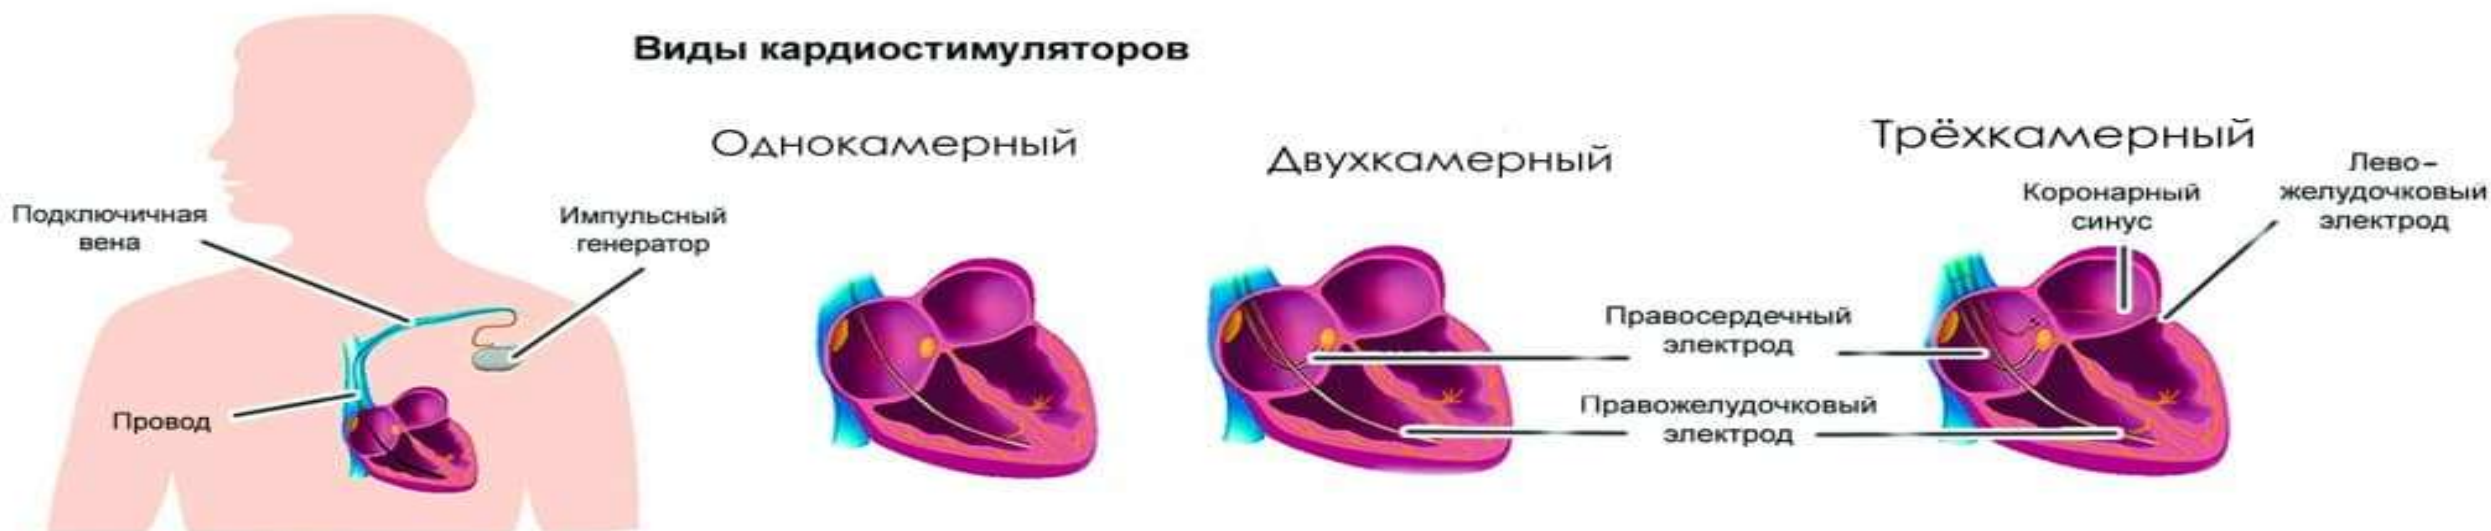 Виды кардиостимуляторов
Однокамерный
Двухкамерный
Трёхкамерный
Подключичная
вена
Импульсный
генератор
Провод
Коронарный
синус
Лево-
желудочковый
электрод
Правосердечный
электрод
Правожелудочковый
электрод